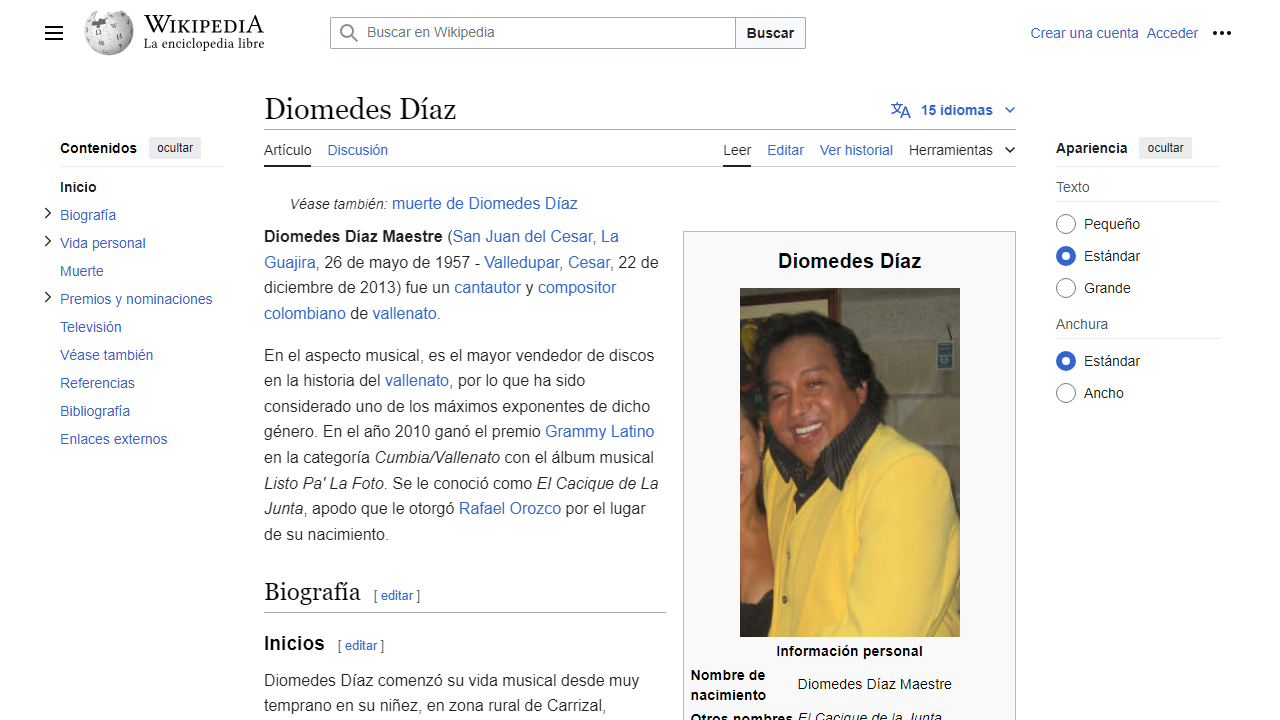 WIKIPEDIA
La enciclopedia libre
Buscar en Wikipedia
Buscar
Crear una cuenta Acceder
Diomedes Díaz
15 idiomas
Artículo Discusión
Leer Editar Ver historial Herramientas
Contenidos ocultar
Inicio
Biografía
Vida personal
Muerte
Premios y nominaciones
Televisión
Véase también
Referencias
Bibliografía
Enlaces externos
Véase también: muerte de Diomedes Díaz
Diomedes Díaz Maestre (San Juan del Cesar, La
Guajira, 26 de mayo de 1957 - Valledupar, Cesar, 22 de
diciembre de 2013) fue un cantautor y compositor
colombiano de vallenato.
En el aspecto musical, es el mayor vendedor de discos
en la historia del vallenato, por lo que ha sido
considerado uno de los máximos exponentes de dicho
género. En el año 2010 ganó el premio Grammy Latino
en la categoría Cumbia/Vallenato con el álbum musical
Listo Pa' La Foto. Se le conoció como El Cacique de La
Junta, apodo que le otorgó Rafael Orozco por el lugar
de su nacimiento.
Biografía [ editar ]
Inicios [ editar ]
Diomedes Díaz comenzó su vida musical desde muy
temprano en su niñez, en zona rural de Carrizal,
Diomedes Díaz
Información personal
Nombre de
nacimiento
Diomedes Díaz Maestre
Otros nombres El Cacique de la Junta
Apariencia ocultar
Texto
Pequeño
Estándar
Grande
Anchura
Estándar
Ancho